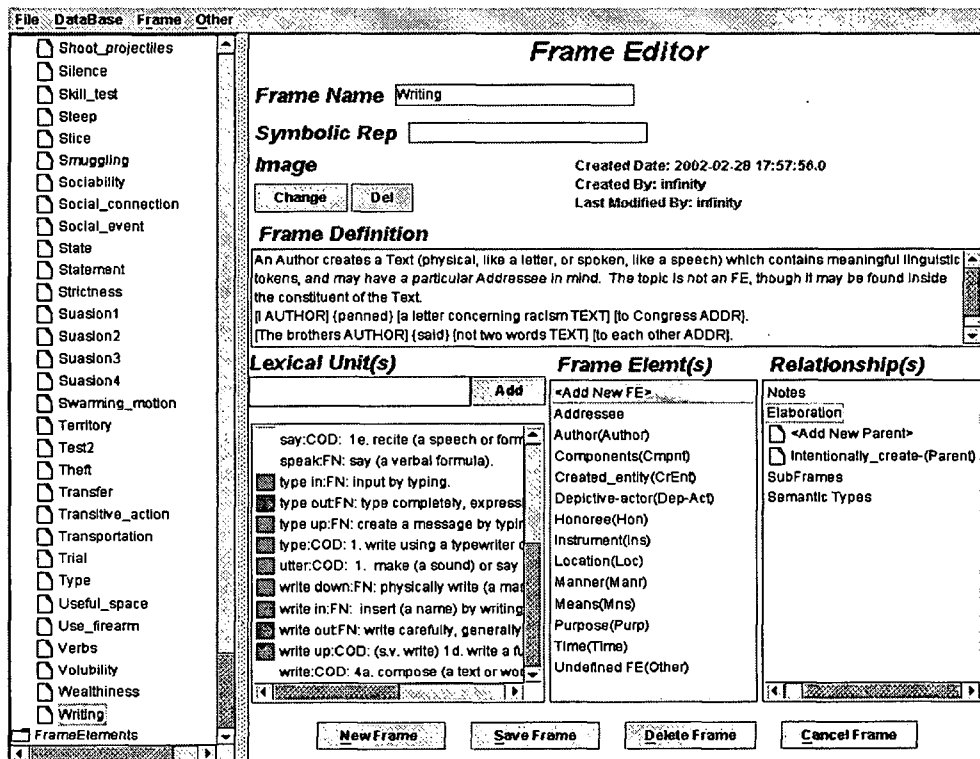 File DataBase Frame Other
Shoot_projectiles
Silence
Skill_test
Sleep
Slice
Smuggling
Sociability
Social_connection
Social_event
State
Statement
Strictness
Suasion1
Suasion2
Suasion3
Suasion4
Swarming_motion
Territory
Test2
Theft
Transfer
Transitive_action
Transportation
Trial
Type
Useful_space
Use_firearm
Verbs
Volubility
Wealthiness
Writing
FrameElements
Frame Editor
Frame Name Writing
Symbolic Rep
Image
Change Del
Created Date: 2002-02-28 17:57:56.0
Created By: infinity
Last Modified By: infinity
Frame Definition
An Author creates a Text (physical, like a letter, or spoken, like a speech) which contains meaningful linguistic
tokens, and may have a particular Addressee in mind. The topic is not an FE, though it may be found inside
the constituent of the Text.
[I AUTHOR] {penned} [a letter concerning racism TEXT] [to Congress ADDR].
[The brothers AUTHOR] {said} [not two words TEXT] [to each other ADDR].
Lexical Unit(s)
Add
say:COD: 1e. recite (a speech or form
speak:FN: say (a verbal formula).
type in:FN: input by typing.
type out:FN: type completely, expressi
type up:FN: create a message by typin
type:COD: 1. write using a typewriter o
utter:COD: 1. make (a sound) or say
write down:FN: physically write (a mar
write in:FN: insert (a name) by writing
write out:FN: write carefully, generally
write up:COD: (s.v. write) 1d. write a fu
write:COD: 4a. compose (a text or wor
Frame Elemt(s)
<Add New FE>
Addressee
Author(Author)
Components(Cmpnt)
Created_entity(CrEnt)
Depictive-actor(Dep-Act)
Honoree(Hon)
Instrument(Ins)
Location(Loc)
Manner(Manr)
Means(Mns)
Purpose(Purp)
Time(Time)
Undefined FE(Other)
Relationship(s)
Notes
Elaboration
<Add New Parent>
Intentionally_create-(Parent)
SubFrames
Semantic Types
New Frame Save Frame Delete Frame Cancel Frame